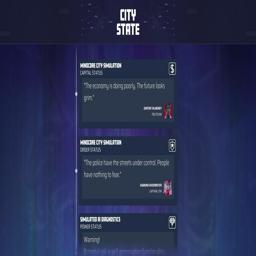 CITY
STATE
MINDCORE CITY SIMULATION
CAPITAL STATUS
"The economy is doing poorly. The future looks
grim."
MINDCORE CITY SIMULATION
ORDER STATUS
"The police have the streets under control. People
have nothing to fear."
SIMULATED AI DIAGNOSTICS
POWER STATUS
Warning!